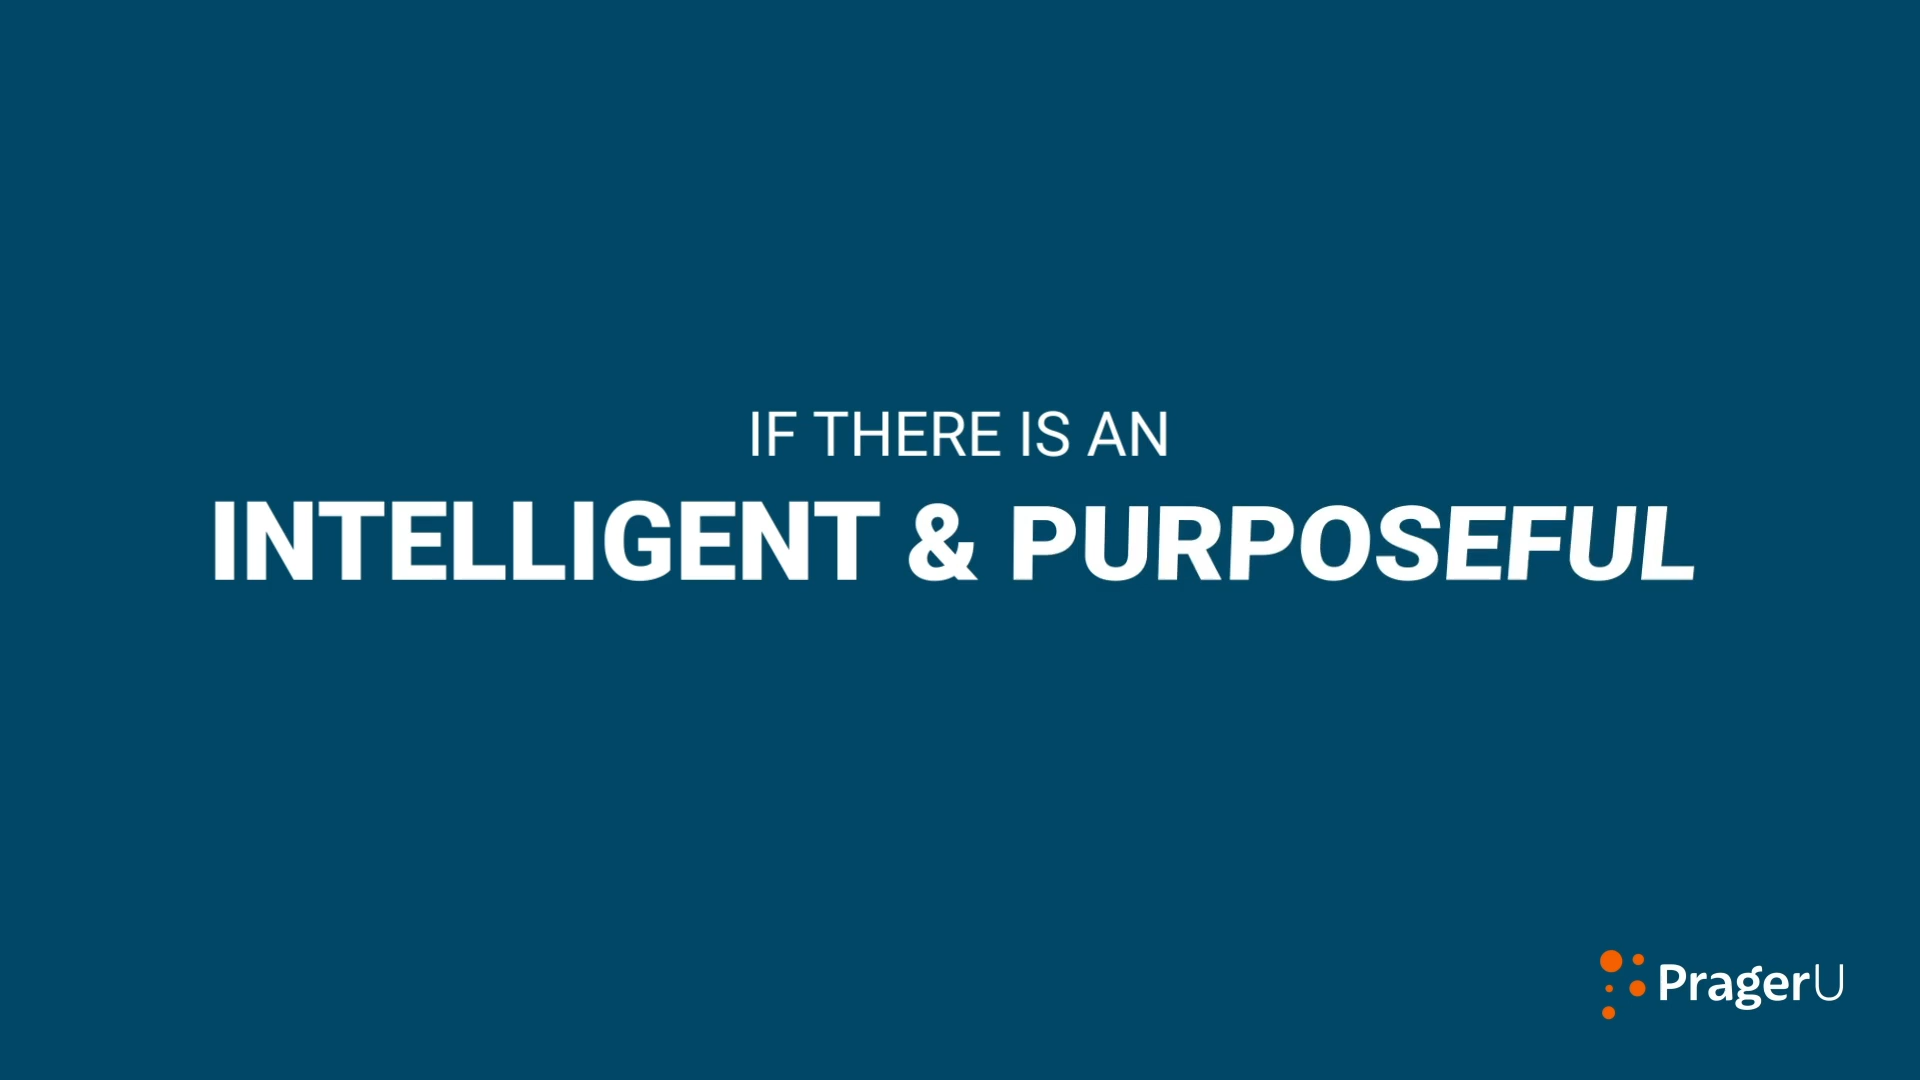 IF THERE IS AN
INTELLIGENT & PURPOSEFUL
PragerU